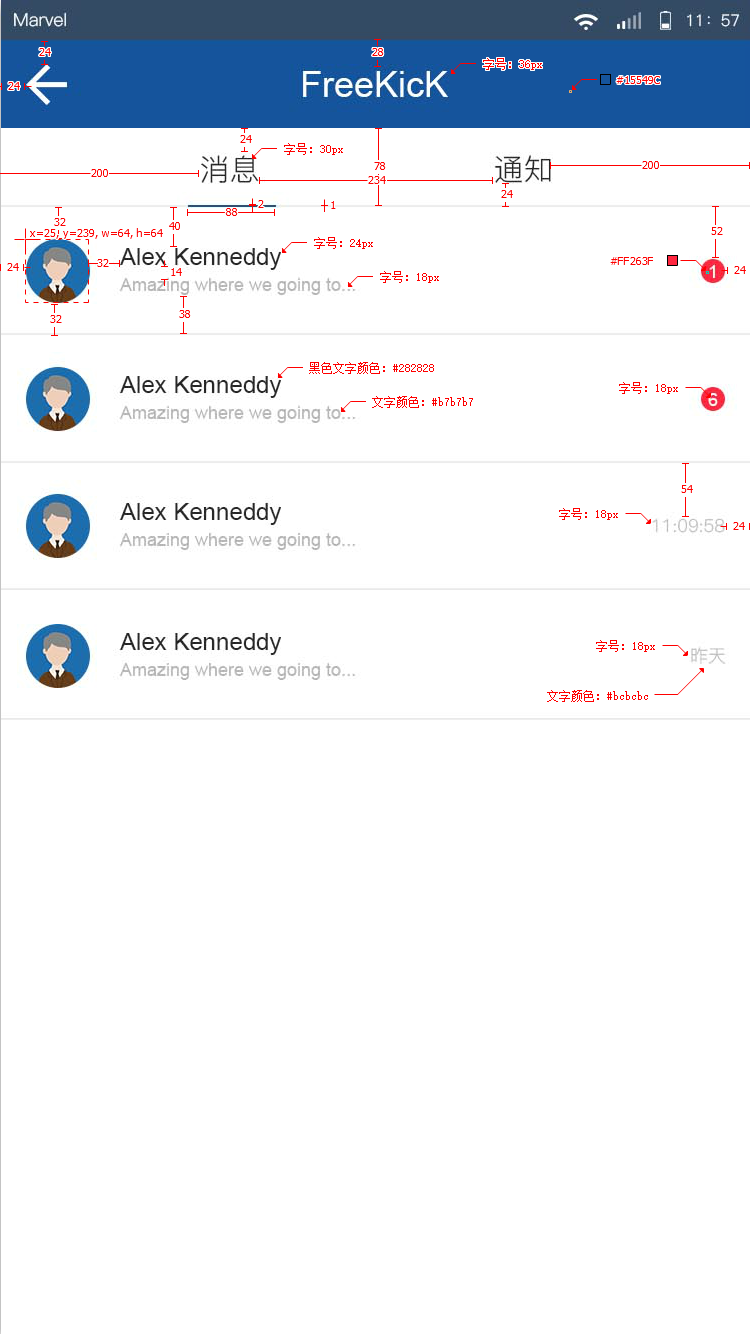 Marvel 11: 57
24 28
字号: 36px
24 FreeKicK #15549C
24 字号: 30px
消息 78 通知
200 234 200
24
88 2 1
32 40 52
x=25, y=239, w=64, h=64
Alex Kenneddy 字号: 24px
24 32 14 #FF263F 1 24
Amazing where we going to... 字号: 18px
32 38
黑色文字颜色: #282828
Alex Kenneddy 字号: 18px
Amazing where we going to... 文字颜色: #b7b7b7 6
54
Alex Kenneddy 字号: 18px
11:09:58 24
Amazing where we going to...
Alex Kenneddy 字号: 18px
昨天
Amazing where we going to...
文字颜色: #bcbcbc